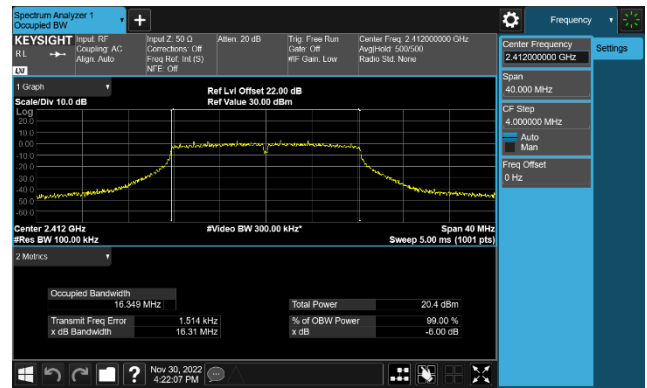 Spectrum Analyzer 1
Occupied BW
Frequency
KEYSIGHT
RL
LXI
Input: RF
Coupling: AC
Align: Auto
Input Z: 50 Ω
Corrections: Off
Freq Ref: Int (S)
NFE: Off
Atten: 20 dB
Trig: Free Run
Gate: Off
#IF Gain: Low
Center Freq: 2.412000000 GHz
Avg|Hold: 500/500
Radio Std: None
Center Frequency
2.412000000 GHz
Settings
Span
40.000 MHz
CF Step
4.000000 MHz
Auto
Man
Freq Offset
0 Hz
1 Graph
Scale/Div 10.0 dB
Ref Lvl Offset 22.00 dB
Ref Value 30.00 dBm
Log
20.0
10.0
0.00
-10.0
-20.0
-30.0
-40.0
-50.0
-60.0
Center 2.412 GHz
#Res BW 100.00 kHz
#Video BW 300.00 kHz*
Span 40 MHz
Sweep 5.00 ms (1001 pts)
2 Metrics
Occupied Bandwidth
16.349 MHz
Total Power 20.4 dBm
Transmit Freq Error 1.514 kHz
% of OBW Power 99.00 %
x dB Bandwidth 16.31 MHz
x dB -6.00 dB
?
Nov 30, 2022
4:22:07 PM